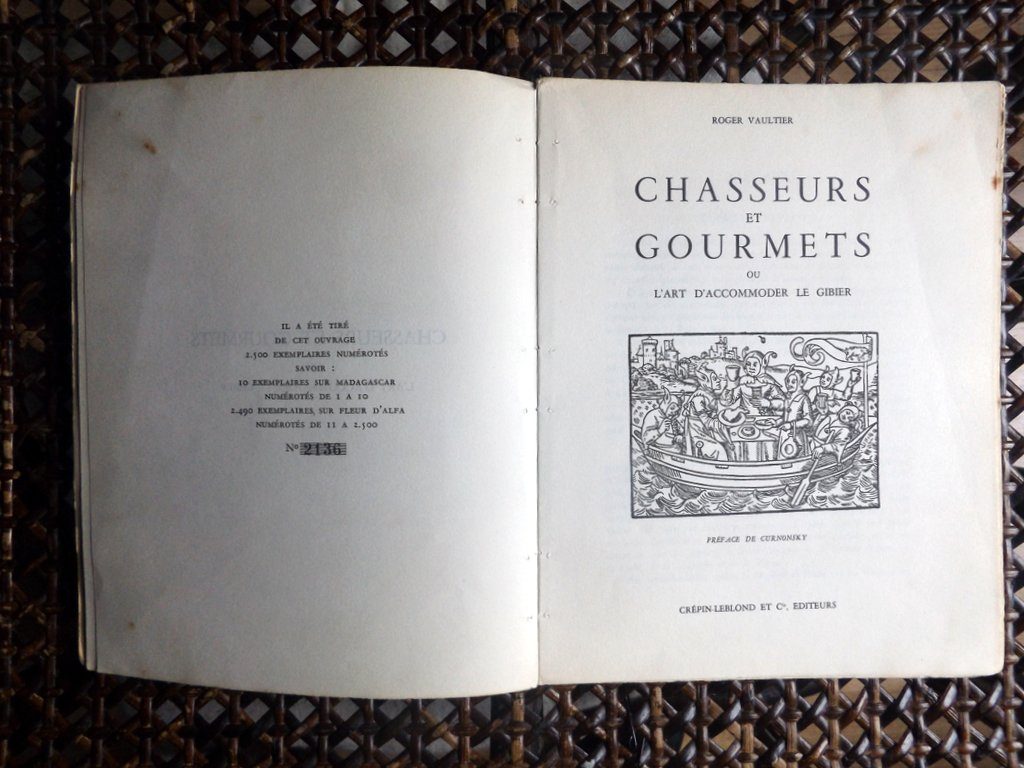 IL A ÉTÉ TIRÉ
DE CET OUVRAGE
2.500 EXEMPLAIRES NUMÉROTÉS
SAVOIR :
10 EXEMPLAIRES SUR MADAGASCAR
NUMÉROTÉS DE 1 A 10
2.490 EXEMPLAIRES, SUR FLEUR D'ALFA
NUMÉROTÉS DE 11 A 2.500
Nº 2136
ROGER VAULTIER
CHASSEURS
ET
GOURMETS
OU
L'ART D'ACCOMMODER LE GIBIER
PRÉFACE DE CURNONSKY
CRÉPIN-LEBLOND ET Cie, EDITEURS